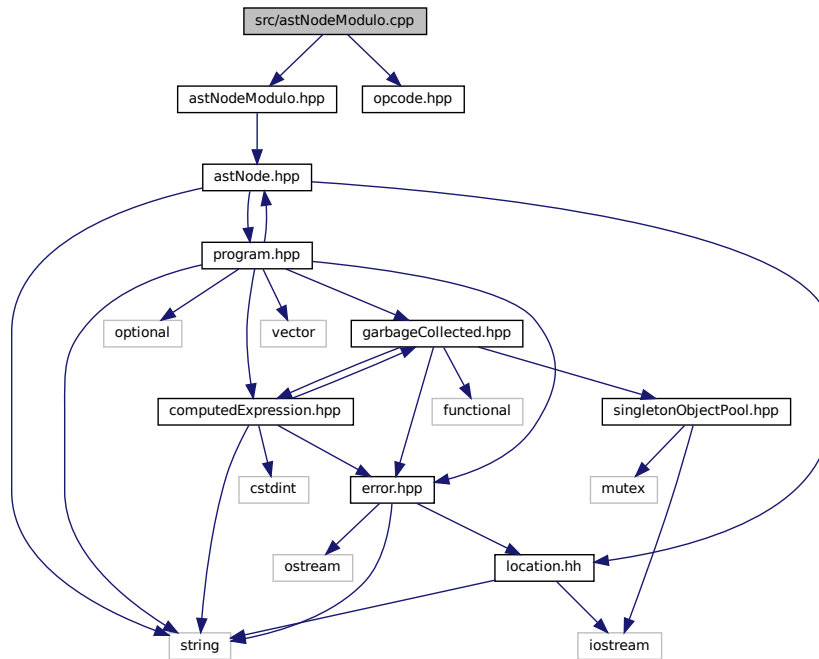 src/astNodeModulo.cpp
astNodeModulo.hpp
opcode.hpp
astNode.hpp
program.hpp
optional
vector
garbageCollected.hpp
computedExpression.hpp
functional
singletonObjectPool.hpp
cstdint
error.hpp
mutex
ostream
location.hh
string
iostream